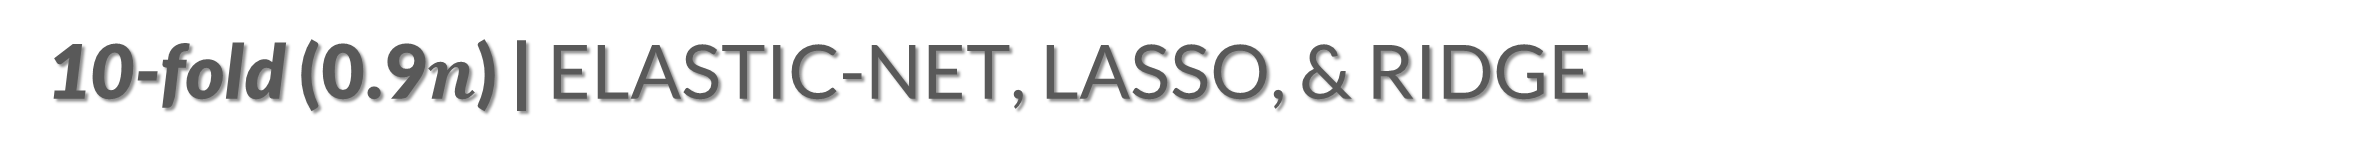 10-fold (0.9n) | ELASTIC-NET, LASSO, & RIDGE